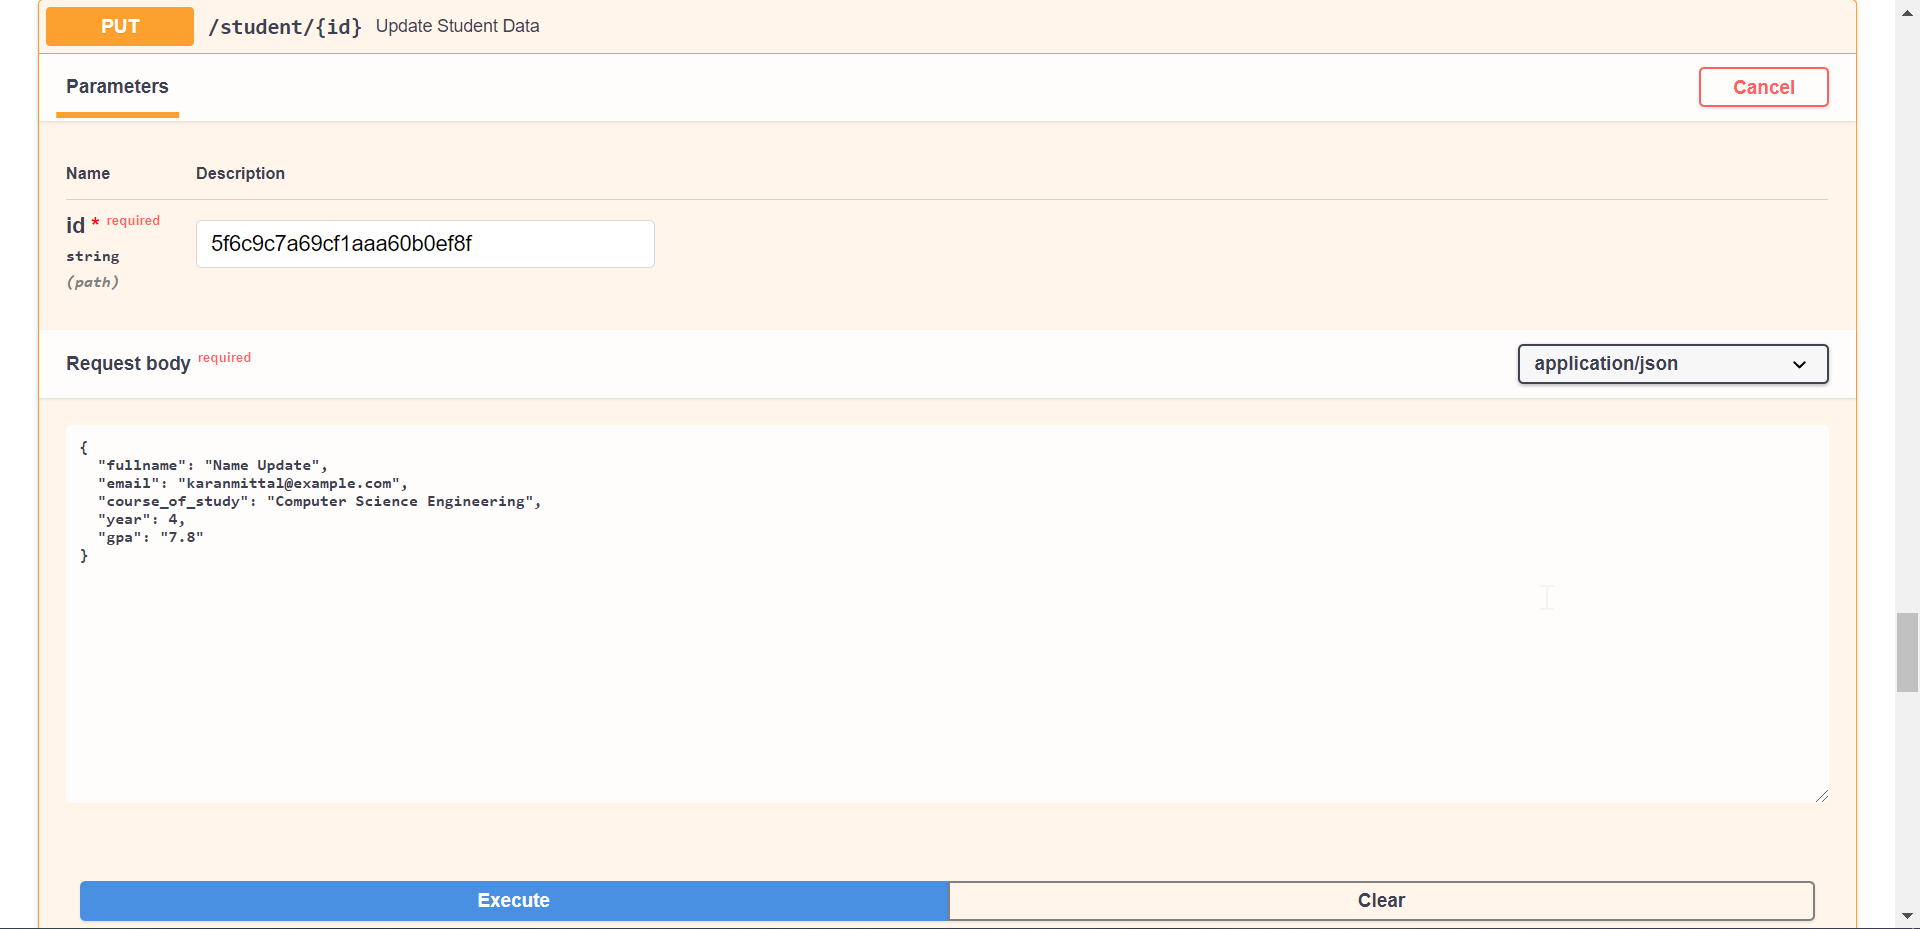 PUT /student/{id} Update Student Data
Parameters
Cancel
Name Description
id * required
5f6c9c7a69cf1aaa60b0ef8f
string
(path)
Request body required
application/json
{
"fullname": "Name Update",
"email": "karanmittal@example.com",
"course_of_study": "Computer Science Engineering",
"year": 4,
"gpa": "7.8"
}
Execute Clear